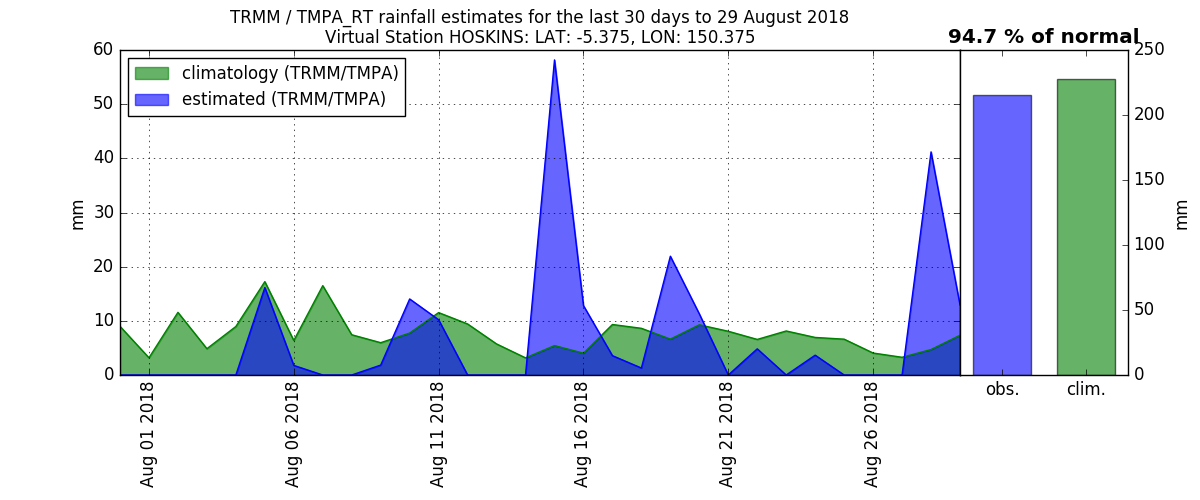 TRMM / TMPA_RT rainfall estimates for the last 30 days to 29 August 2018
Virtual Station HOSKINS: LAT: -5.375, LON: 150.375
94.7 % of normal
climatology (TRMM/TMPA)
estimated (TRMM/TMPA)
60
50
40
30
20
10
0
mm
Aug 01 2018
Aug 06 2018
Aug 11 2018
Aug 16 2018
Aug 21 2018
Aug 26 2018
obs.
clim.
250
200
150
100
50
0
mm